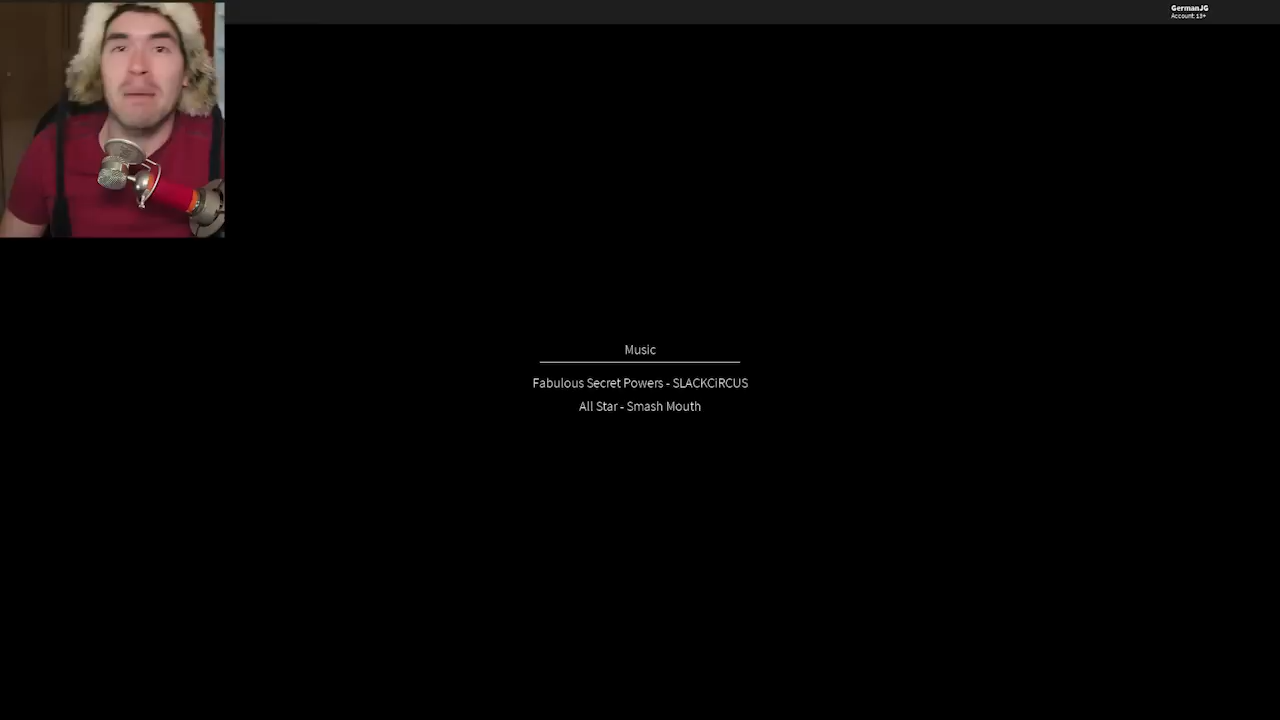 GermanJG
Account: 13+
Music
Fabulous Secret Powers - SLACKCiRCUS
All Star - Smash Mouth